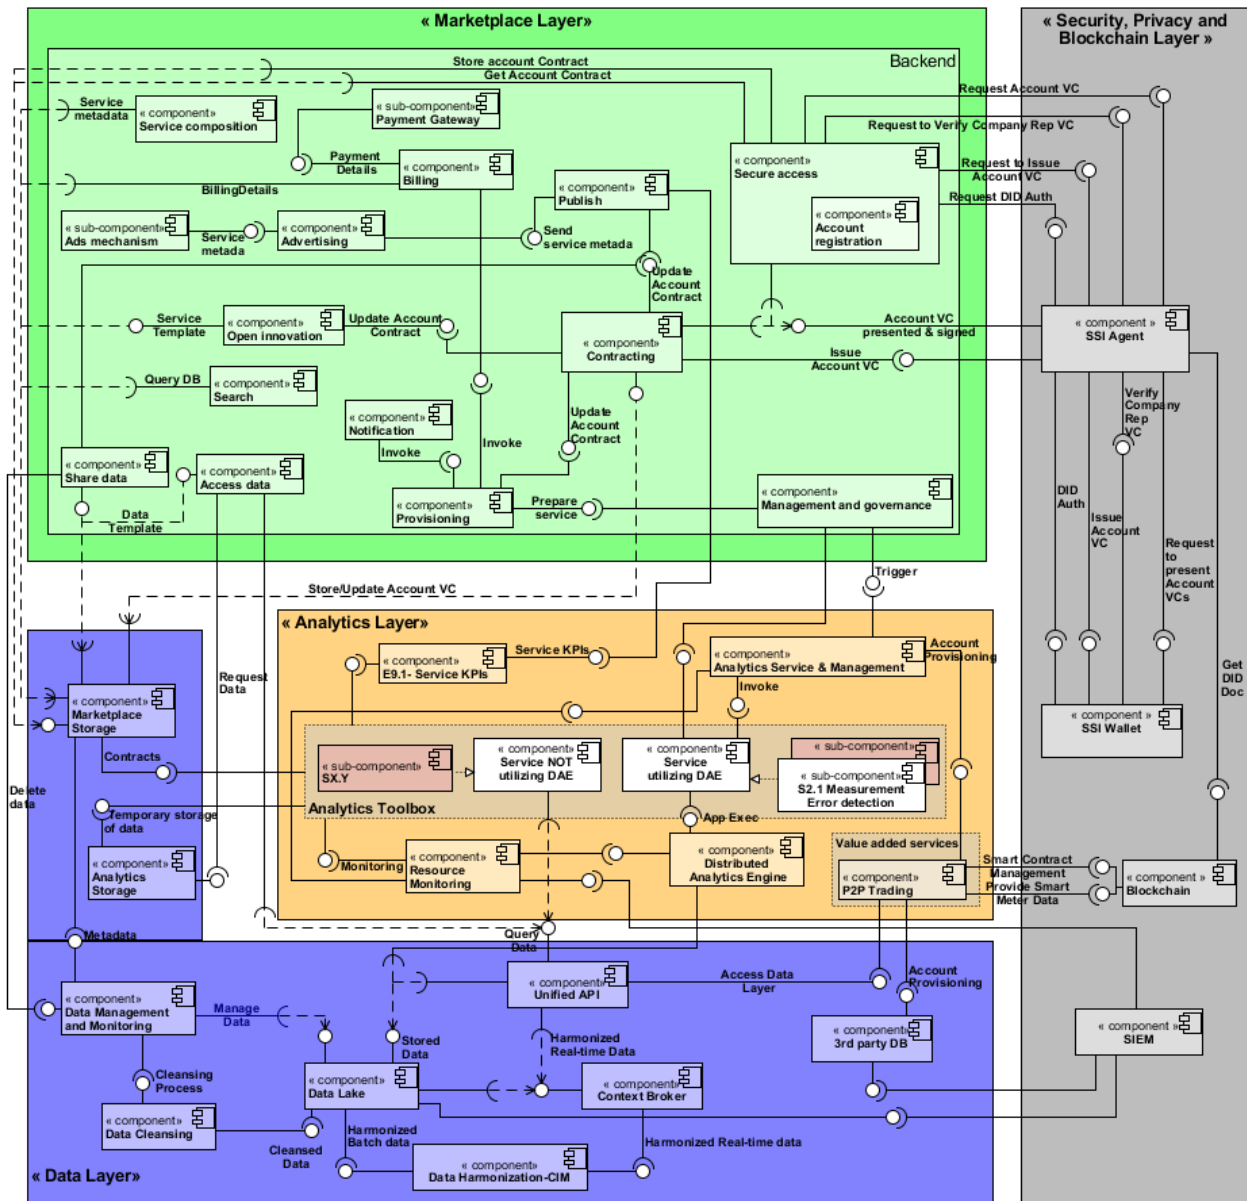 « Marketplace Layer»
« Security, Privacy and
Blockchain Layer »
Backend
Store account Contract
Get Account Contract
Service
metadata
« component»
Service composition
« sub-component»
Payment Gateway
Payment
Details
« component»
Billing
BillingDetails
« component»
Publish
« component»
Secure access
« component»
Account
registration
Request Account VC
Request to Verify Company Rep VC
Request to Issue
Account VC
Request DID Auth
« sub-component»
Ads mechanism
Service
metada
« component»
Advertising
Send
service metada
Update
Account
Contract
Service
Template
« component»
Open innovation
Update Account
Contract
« component»
Contracting
Account VC
presented & signed
Issue
Account VC
« component »
SSI Agent
Query DB
« component»
Search
« component»
Notification
Invoke
Invoke
Update
Account
Contract
Verify
Company
Rep
VC
« component»
Share data
« component»
Access data
Data
Template
« component»
Provisioning
Prepare
service
« component»
Management and governance
DID
Auth
Issue
Account
VC
Request
to
present
Account
VCs
Trigger
Store/Update Account VC
« Analytics Layer»
Request
Data
« component»
E9.1- Service KPIs
Service KPIs
« component»
Analytics Service & Management
Account
Provisioning
Invoke
Get
DID
Doc
« component»
Marketplace
Storage
« component »
SSI Wallet
Contracts
« sub-component»
SX.Y
« component»
Service NOT
utilizing DAE
« component»
Service
utilizing DAE
« sub-component»
« sub-component»
S2.1 Measurement
Error detection
Delete
data
Temporary storage
of data
Analytics Toolbox
App Exec
« component»
Analytics
Storage
Monitoring
« component»
Resource
Monitoring
« component»
Distributed
Analytics Engine
Value added services
« component»
P2P Trading
Smart Contract
Management
Provide Smart
Meter Data
« component »
Blockchain
Metadata
Query
Data
« component»
Unified API
Access Data
Layer
Account
Provisioning
« component»
Data Management
and Monitoring
Manage
Data
Stored
Data
Harmonized
Real-time Data
« component»
3rd party DB
« component »
SIEM
Cleansing
Process
« component»
Data Lake
« component»
Context Broker
« component»
Data Cleansing
Cleansed
Data
Harmonized
Batch data
Harmonized Real-time data
« component»
Data Harmonization-CIM
« Data Layer»